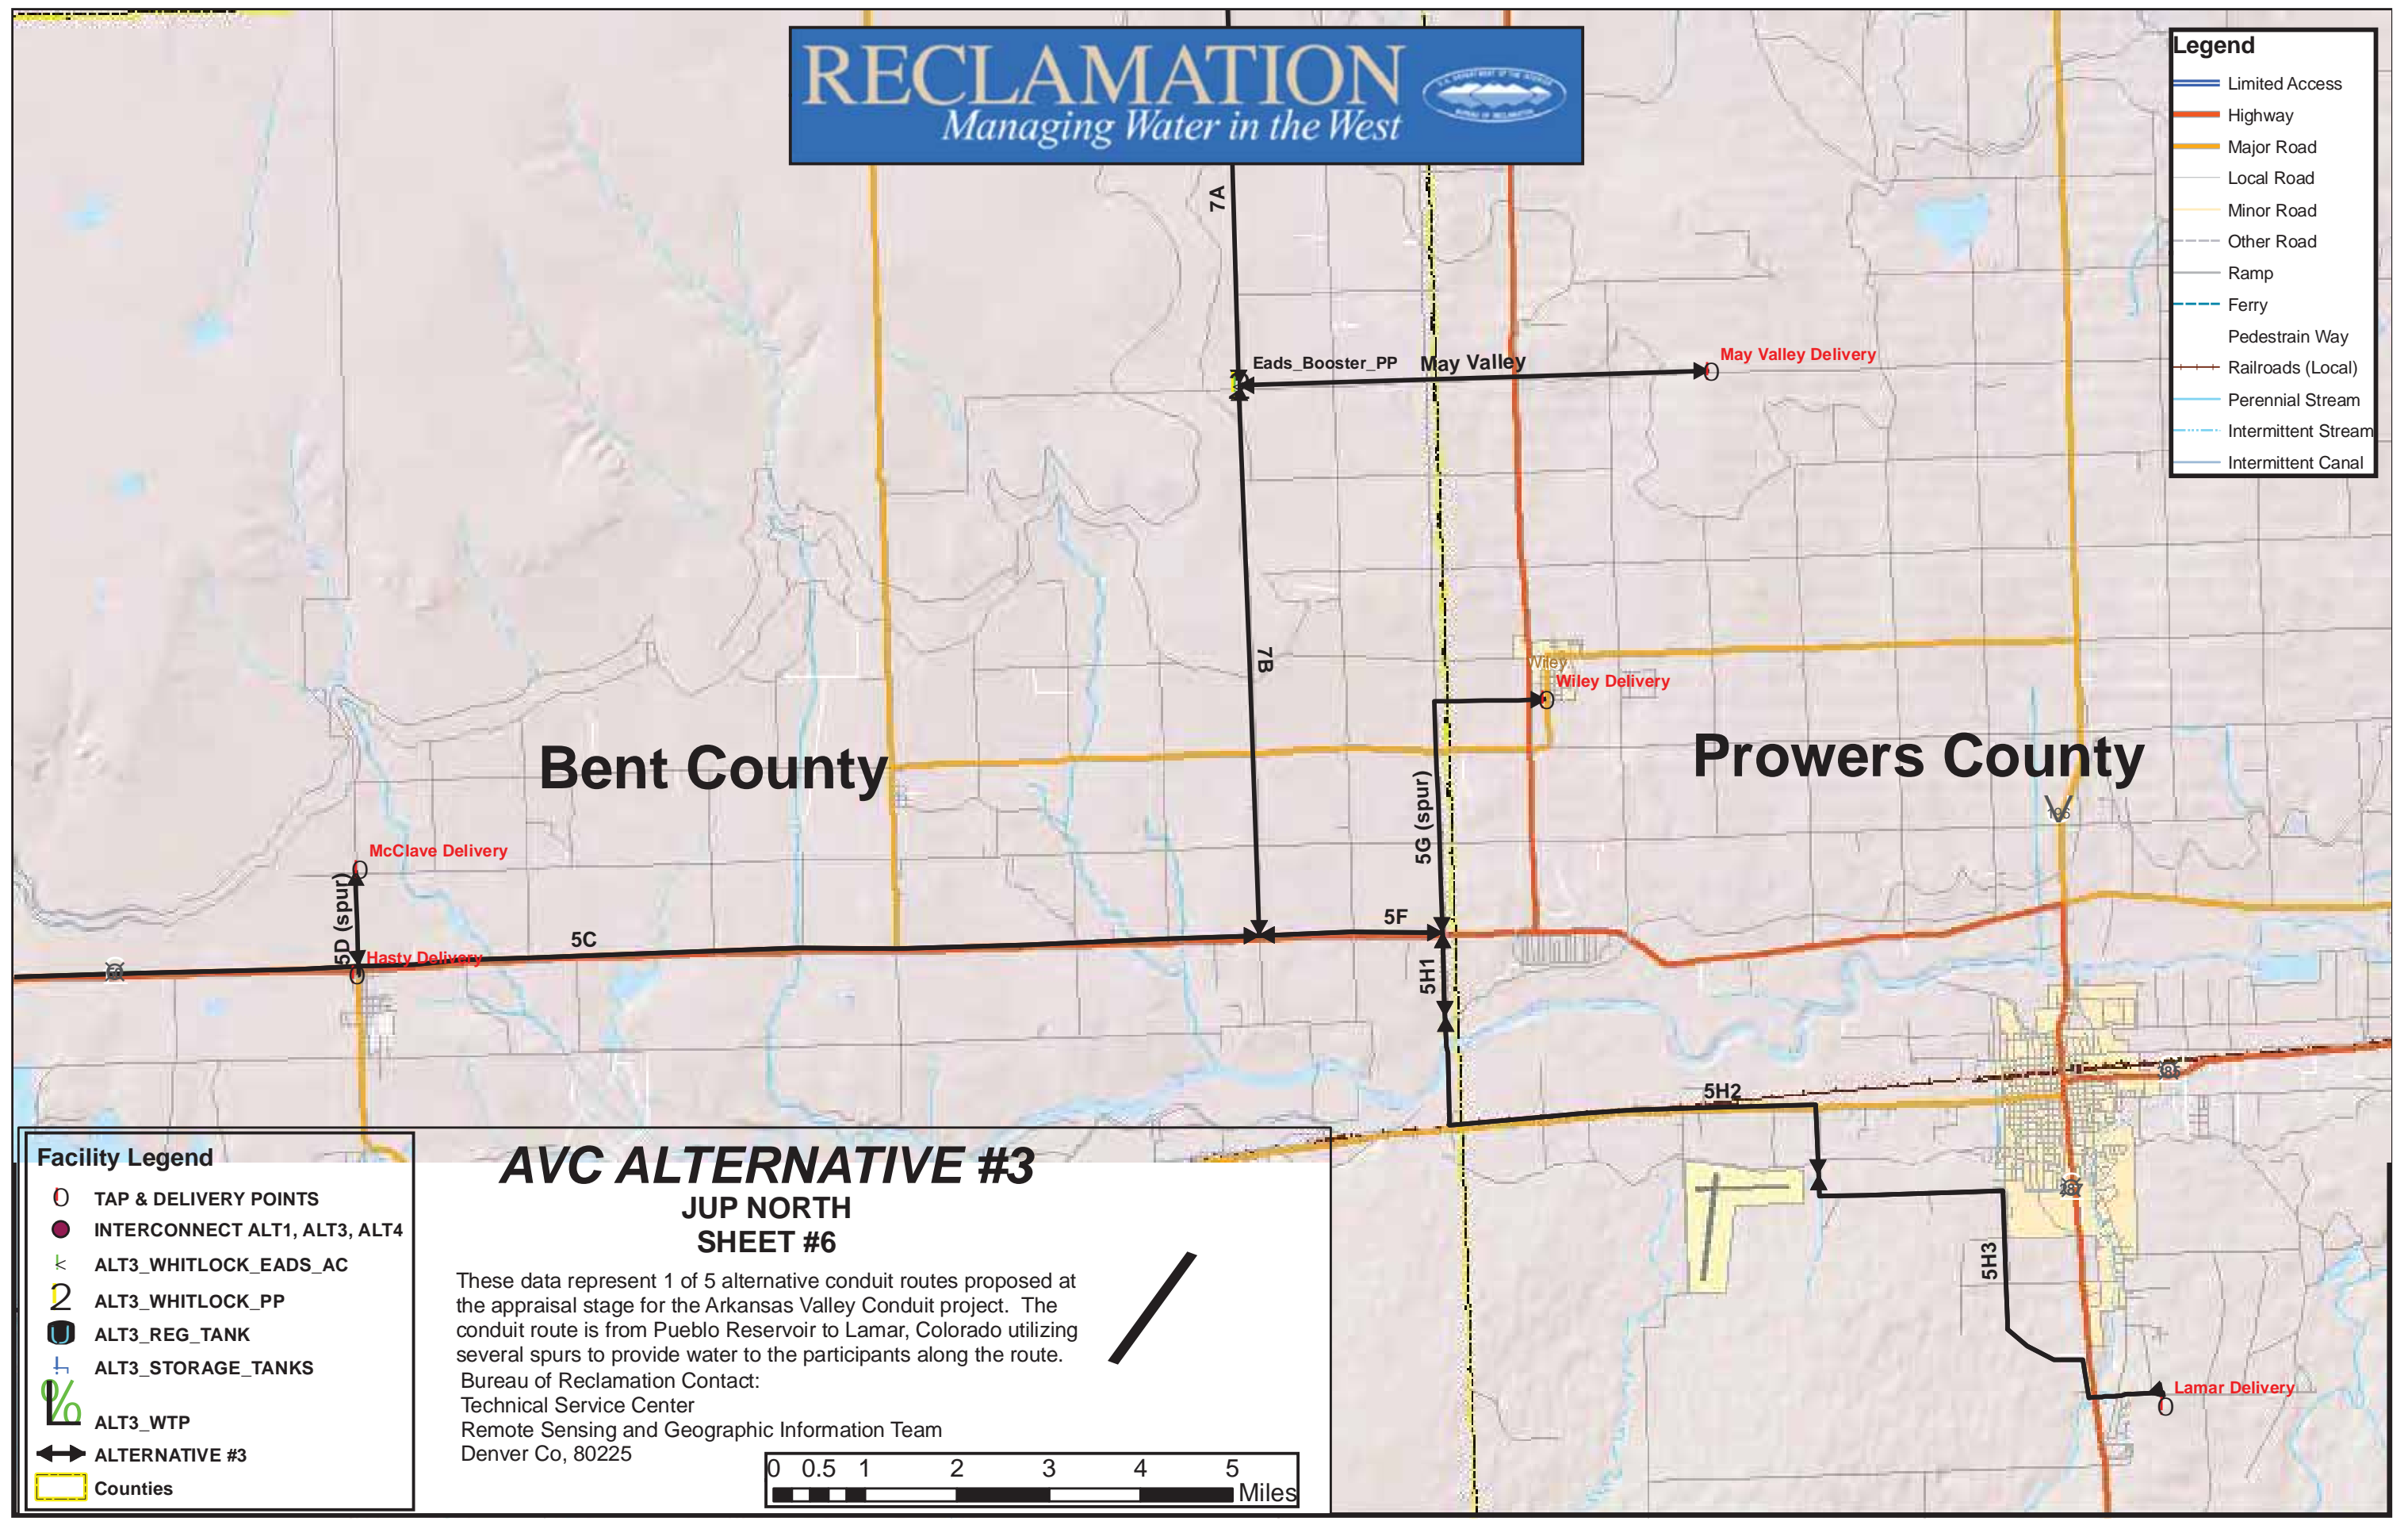 RECLAMATION
Managing Water in the West
Legend
Limited Access
Highway
Major Road
Local Road
Minor Road
Other Road
Ramp
Ferry
Pedestrain Way
Railroads (Local)
Perennial Stream
Intermittent Stream
Intermittent Canal
7A
Eads_Booster_PP
May Valley
May Valley Delivery
7B
Wiley
Wiley Delivery
Bent County
Prowers County
196
5G (spur)
McClave Delivery
5D (spur)
Hasty Delivery
5C
5F
5H1
5H2
385
287
5H3
Lamar Delivery
Facility Legend
TAP & DELIVERY POINTS
INTERCONNECT ALT1, ALT3, ALT4
ALT3_WHITLOCK_EADS_AC
ALT3_WHITLOCK_PP
ALT3_REG_TANK
ALT3_STORAGE_TANKS
ALT3_WTP
ALTERNATIVE #3
Counties
AVC ALTERNATIVE #3
JUP NORTH
SHEET #6
These data represent 1 of 5 alternative conduit routes proposed at
the appraisal stage for the Arkansas Valley Conduit project. The
conduit route is from Pueblo Reservoir to Lamar, Colorado utilizing
several spurs to provide water to the participants along the route.
Bureau of Reclamation Contact:
Technical Service Center
Remote Sensing and Geographic Information Team
Denver Co, 80225
0 0.5 1 2 3 4 5
Miles